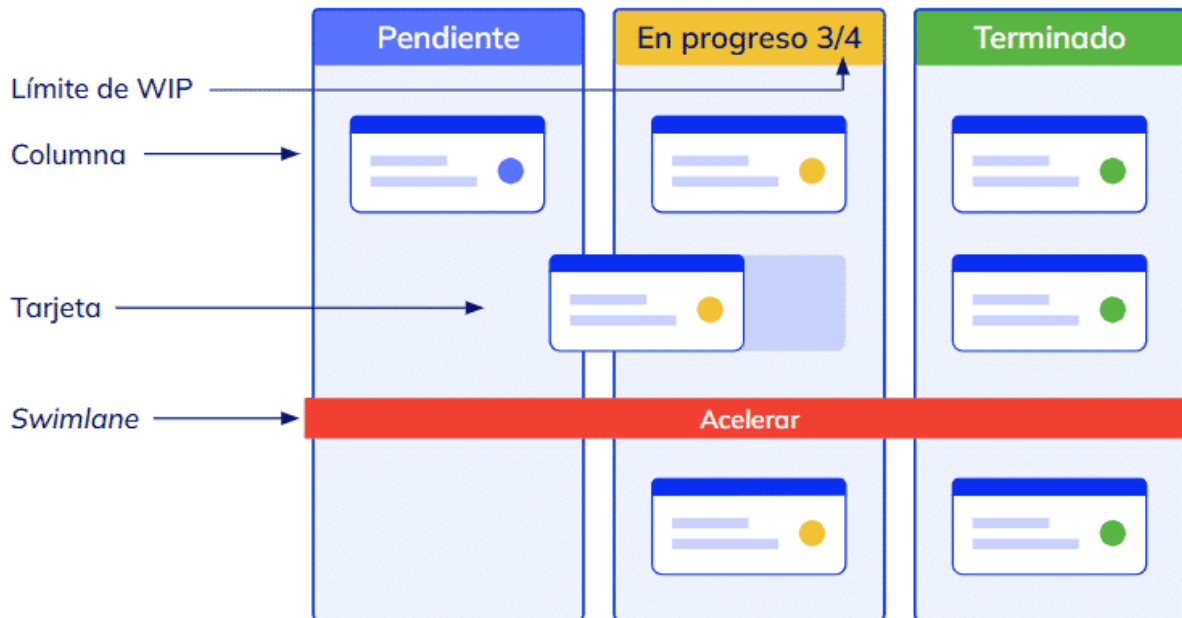 Pendiente
En progreso 3/4
Terminado
Límite de WIP
Columna
Tarjeta
Swimlane
Acelerar